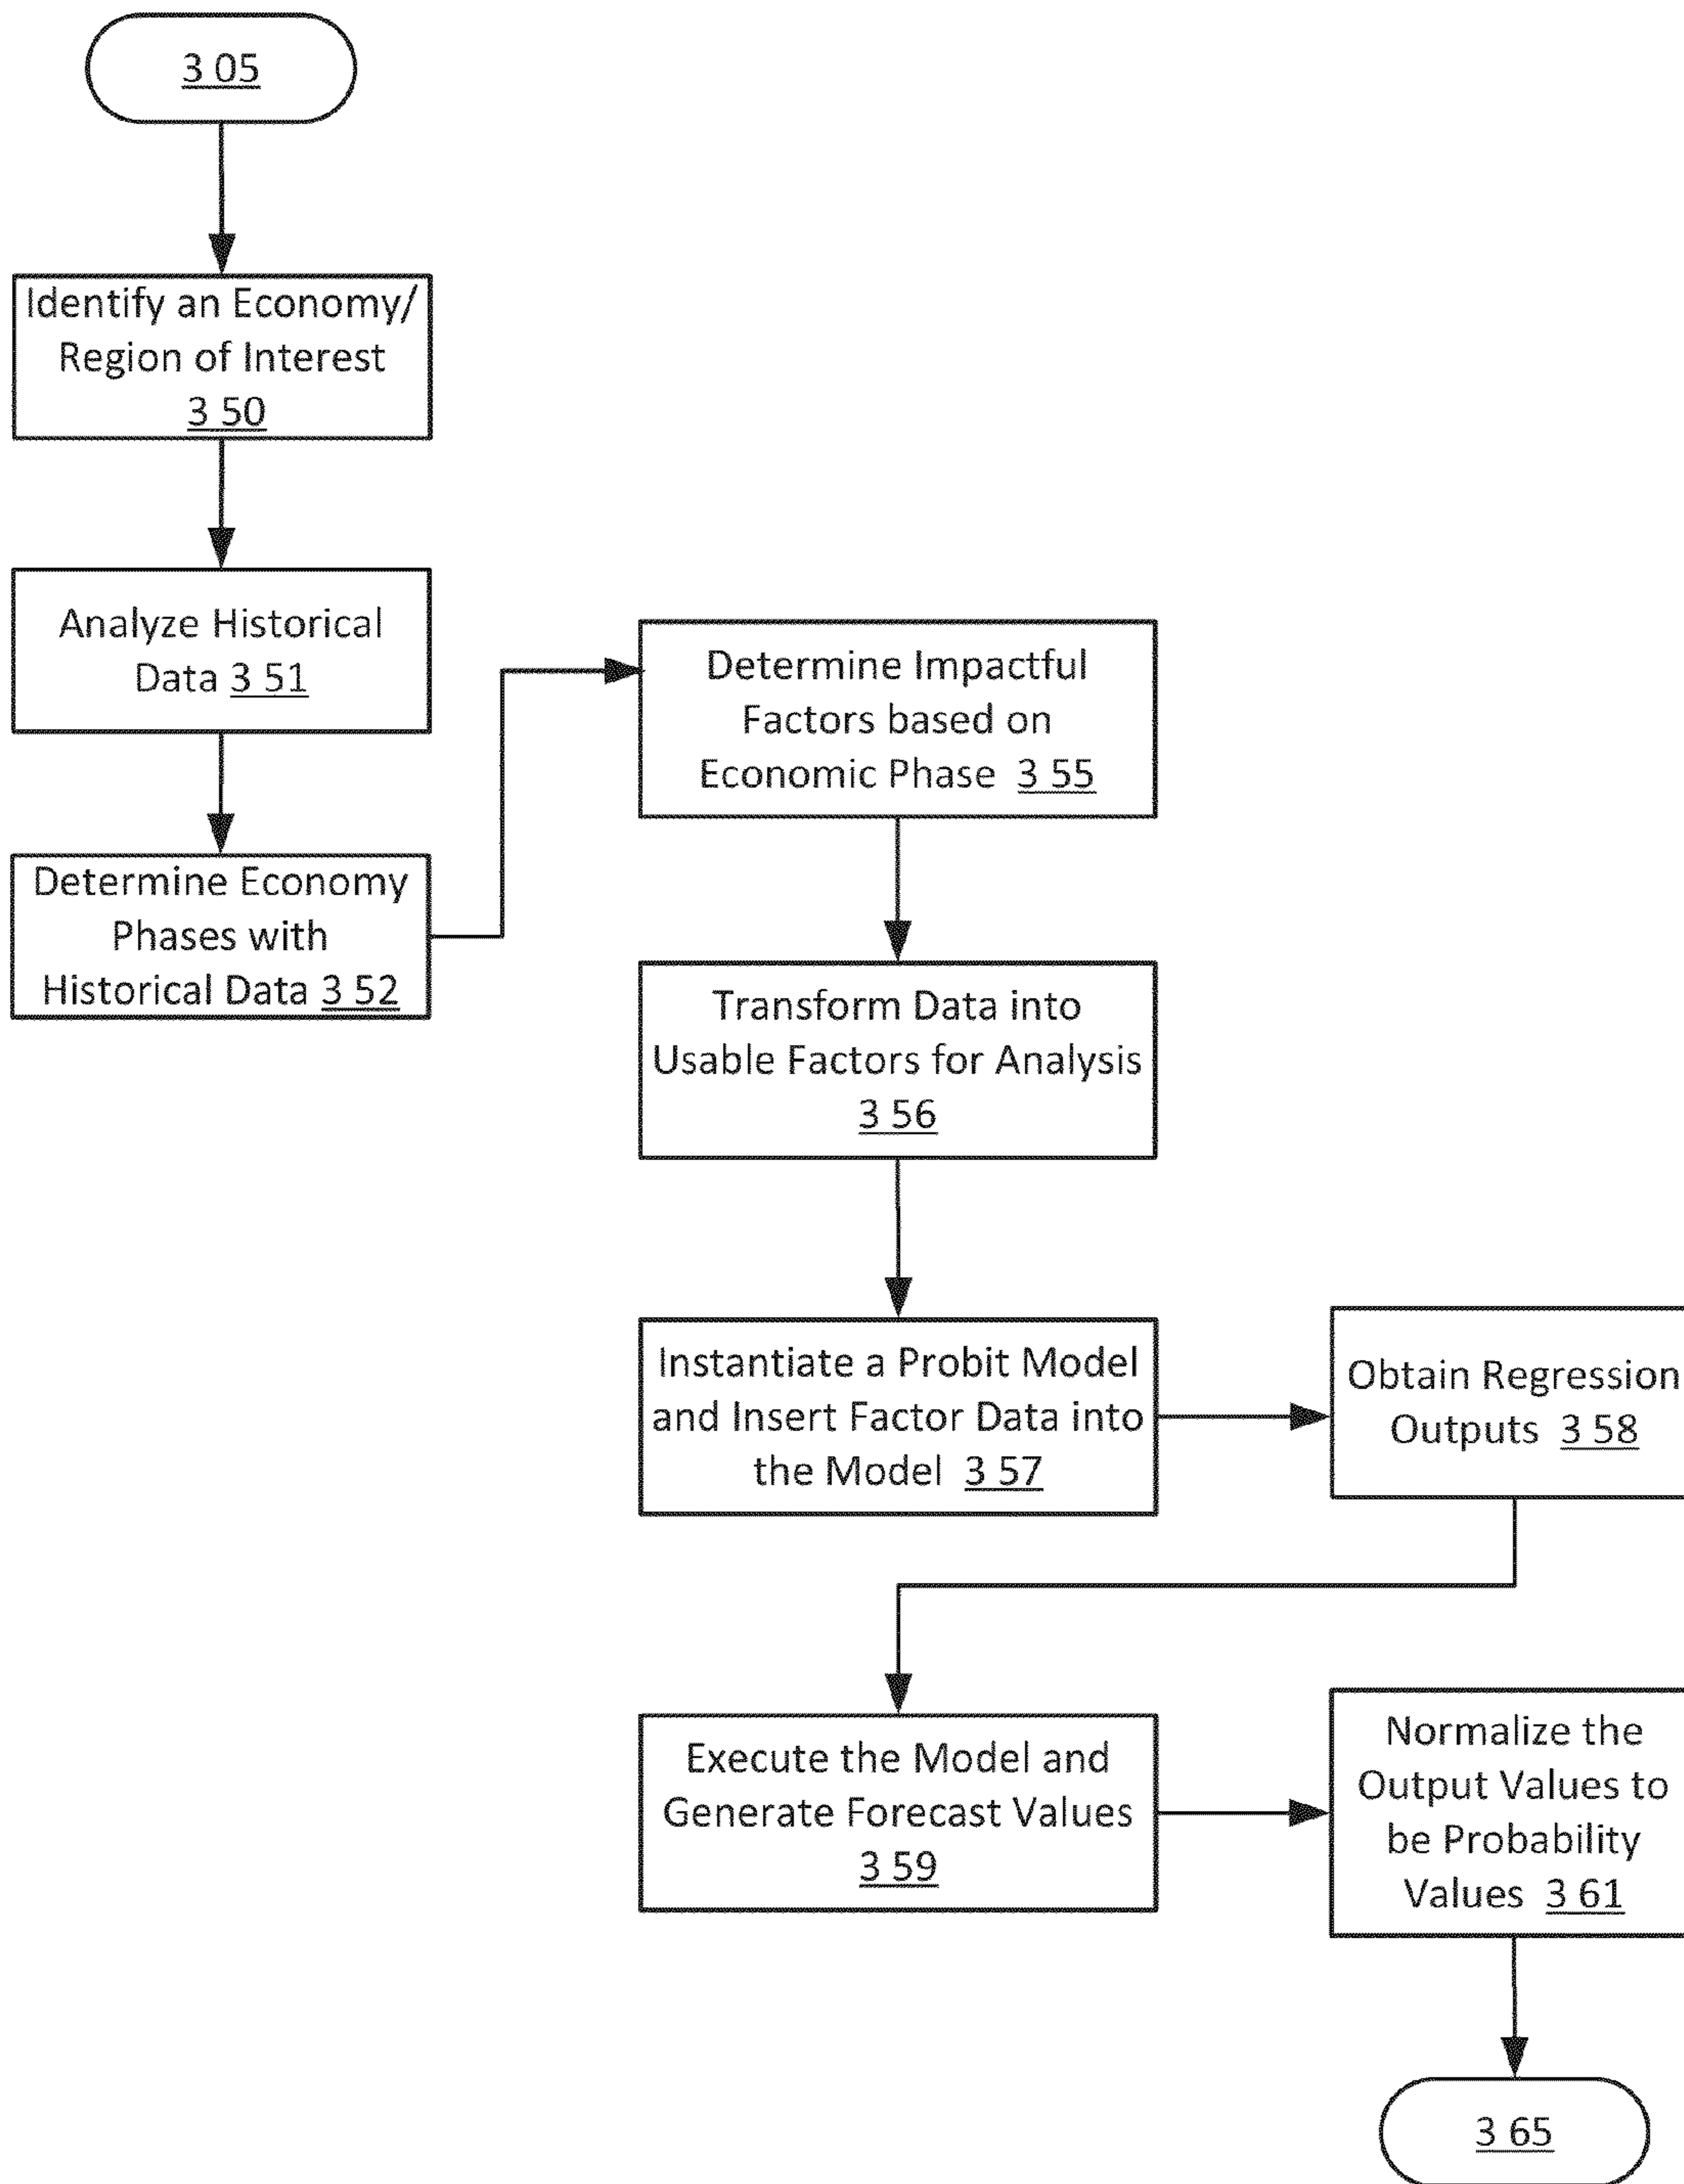 3 05
Identify an Economy/
Region of Interest
3 50
Analyze Historical
Data 3 51
Determine Economy
Phases with
Historical Data 3 52
Determine Impactful
Factors based on
Economic Phase 3 55
Transform Data into
Usable Factors for Analysis
3 56
Instantiate a Probit Model
and Insert Factor Data into
the Model 3 57
Obtain Regression
Outputs 3 58
Execute the Model and
Generate Forecast Values
3 59
Normalize the
Output Values to
be Probability
Values 3 61
3 65